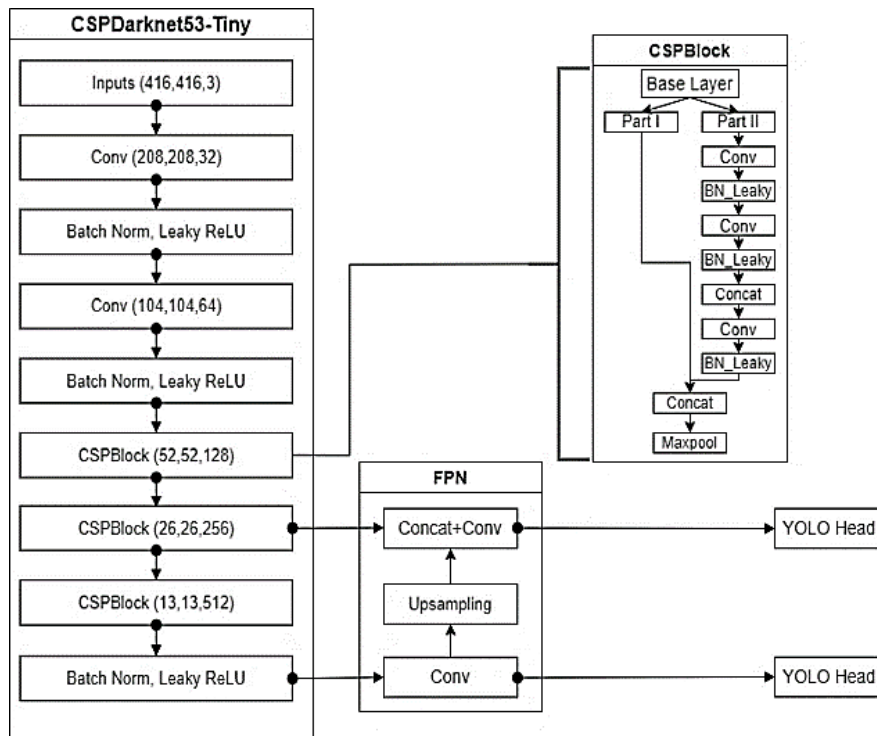 CSPDarknet53-Tiny
Inputs (416,416,3)
Conv (208,208,32)
Batch Norm, Leaky ReLU
Conv (104,104,64)
Batch Norm, Leaky ReLU
CSPBlock (52,52,128)
CSPBlock (26,26,256)
CSPBlock (13,13,512)
Batch Norm, Leaky ReLU
CSPBlock
Base Layer
Part I
Part II
Conv
BN_Leaky
Conv
BN_Leaky
Concat
Conv
BN_Leaky
Concat
Maxpool
FPN
Concat+Conv
Upsampling
Conv
YOLO Head
YOLO Head